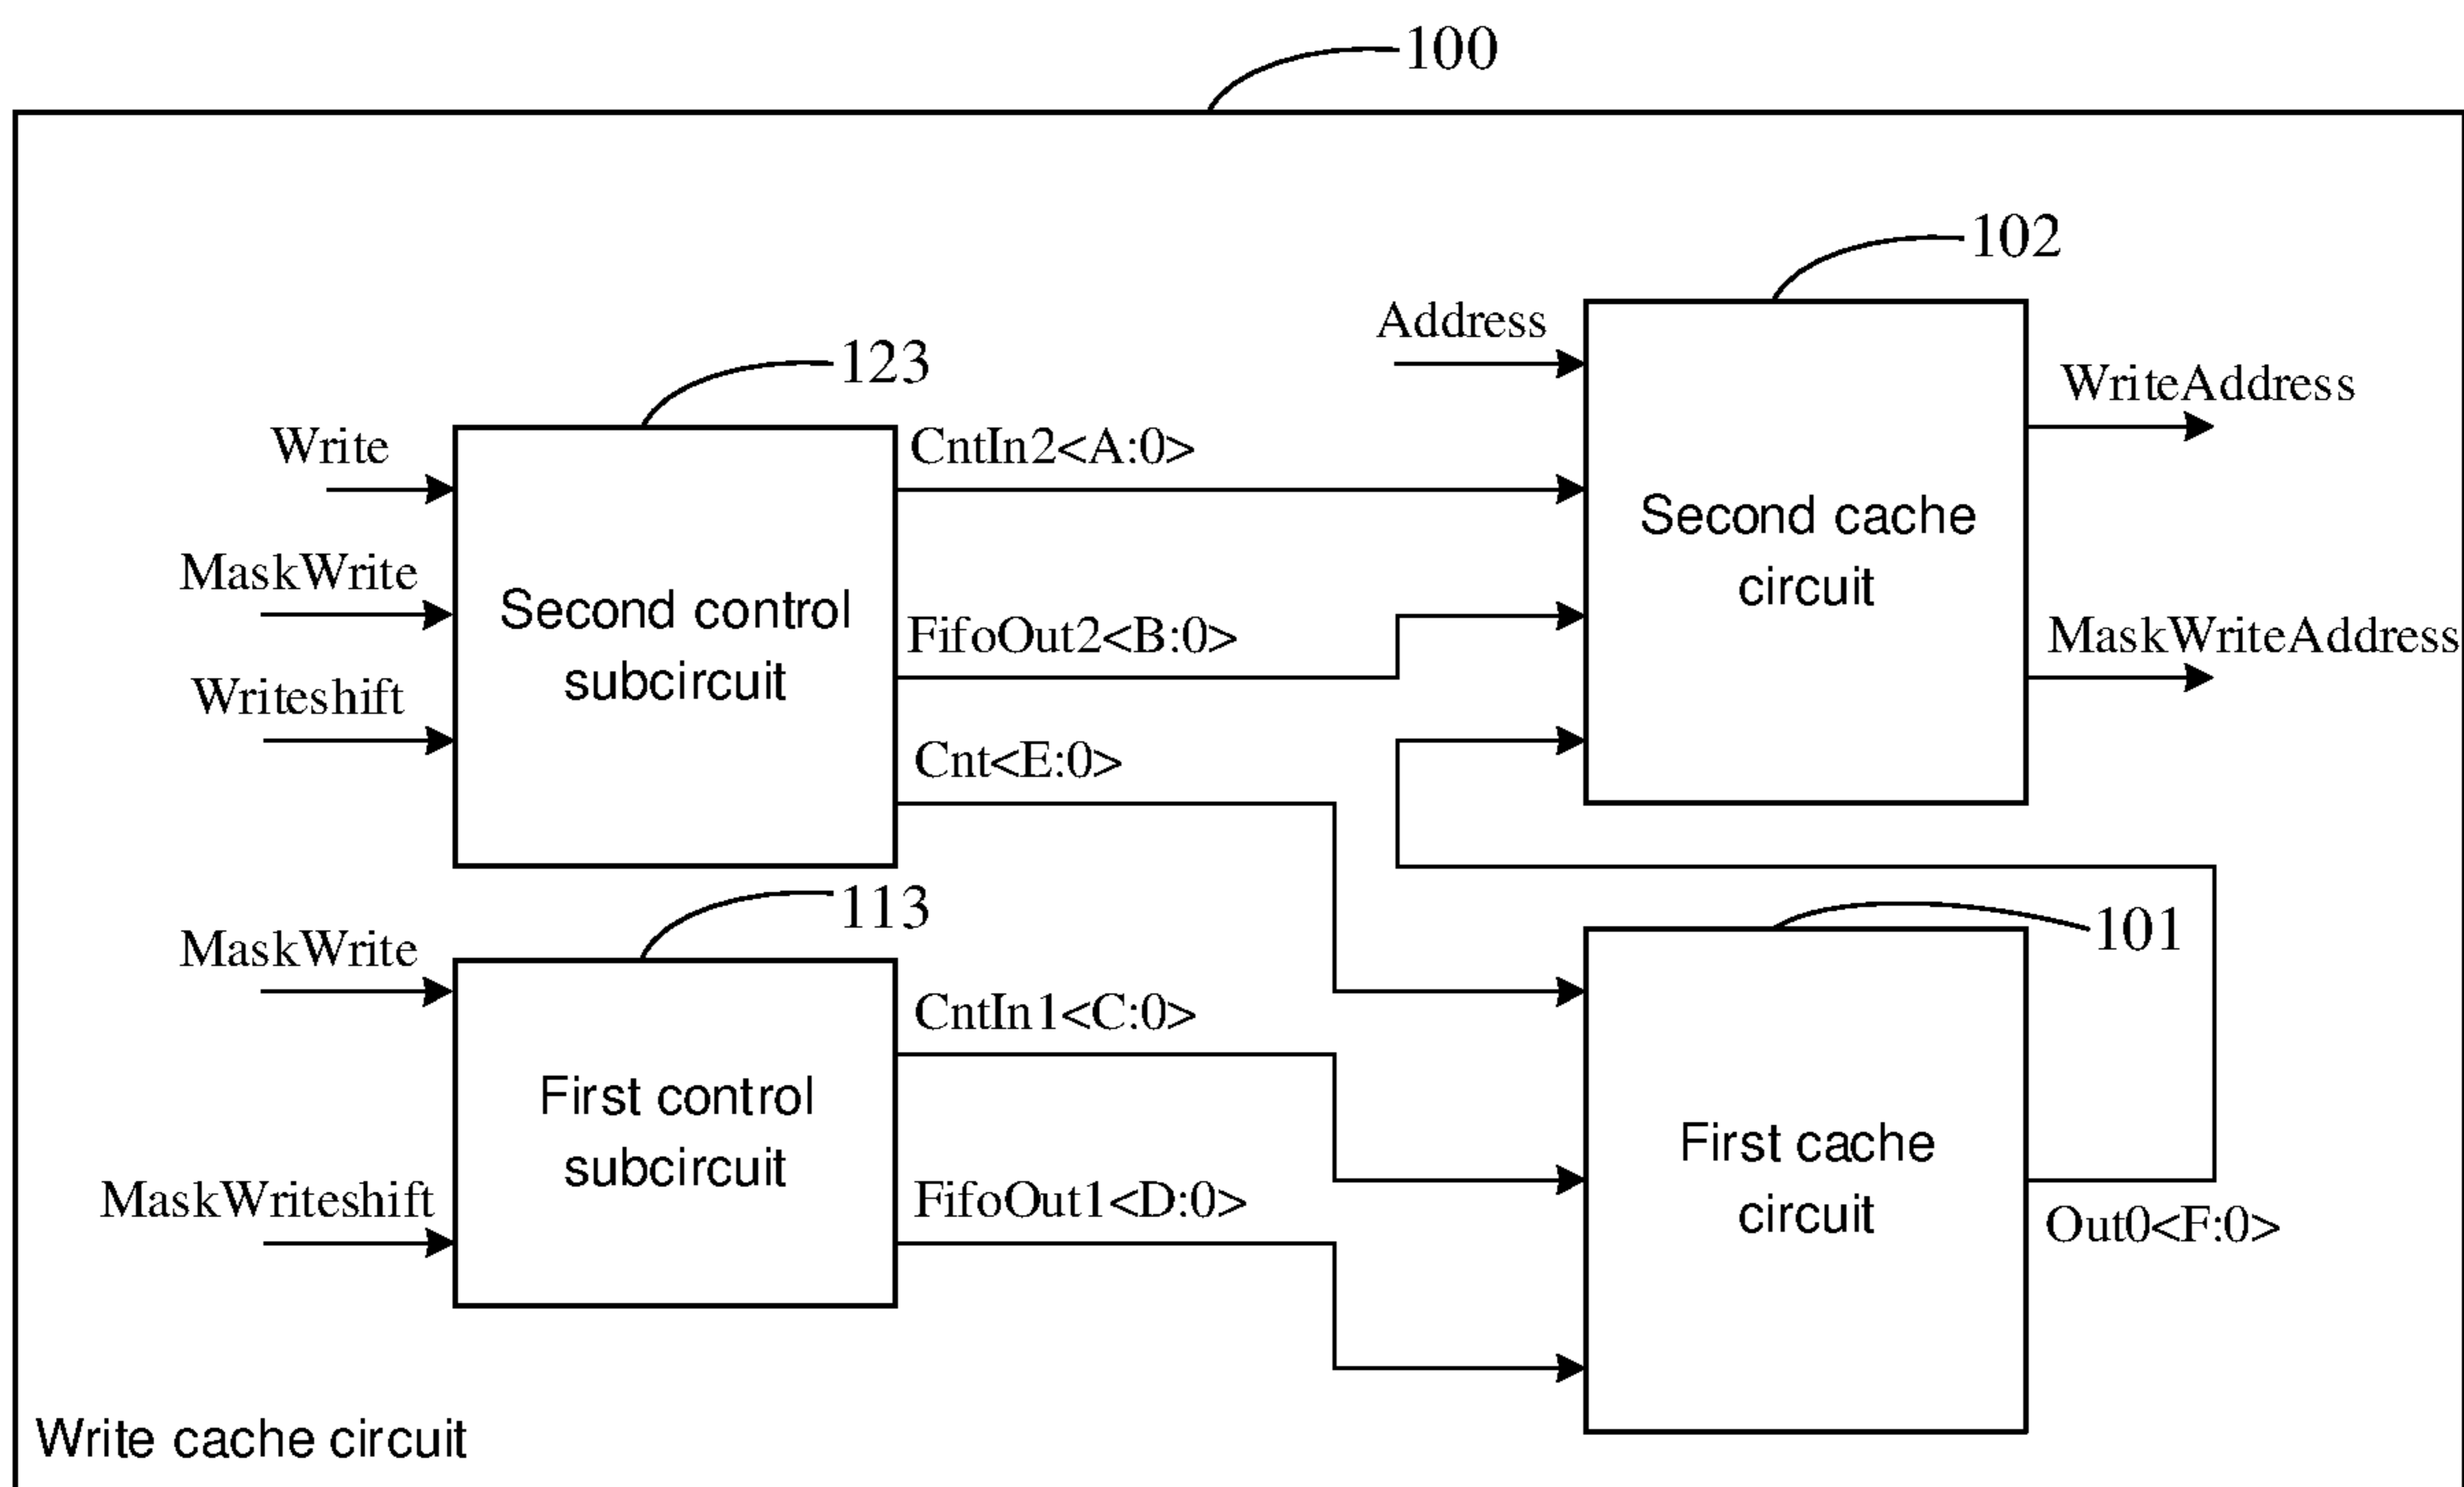 100
102
Address
123
WriteAddress
Write
CntIn2<A:0>
Second cache
circuit
MaskWrite
Second control
subcircuit
FifoOut2<B:0>
MaskWriteAddress
Writeshift
Cnt<E:0>
113
101
MaskWrite
CntIn1<C:0>
First control
subcircuit
First cache
circuit
MaskWriteshift
FifoOut1<D:0>
Out0<F:0>
Write cache circuit